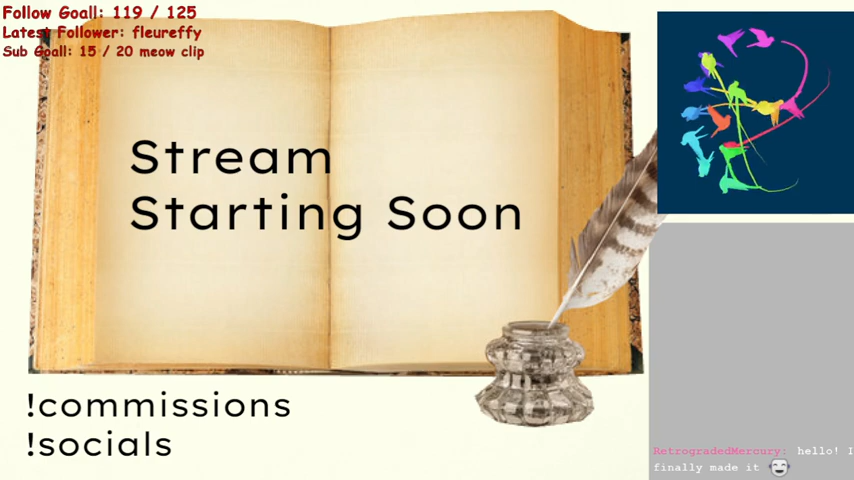 Follow Goall: 119 / 125
Latest Follower: fleureffy
Sub Goal: 15 / 20 meow clip
Stream
Starting Soon
!commissions
!socials
RetrogradedMercury: hello! I
finally made it